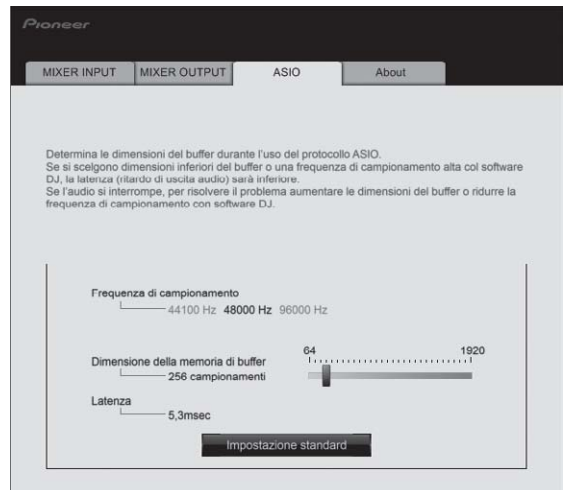 Pioneer
MIXER INPUT MIXER OUTPUT ASIO About
Determina le dimensioni del buffer durante l'uso del protocollo ASIO.
Se si scelgono dimensioni inferiori del buffer o una frequenza di campionamento alta col software
DJ, la latenza (ritardo di uscita audio) sarà inferiore.
Se l'audio si interrompe, per risolvere il problema aumentare le dimensioni del buffer o ridurre la
frequenza di campionamento con software DJ.
Frequenza di campionamento
44100 Hz 48000 Hz 96000 Hz
64 1920
Dimensione della memoria di buffer
256 campionamenti
Latenza
5,3msec
Impostazione standard